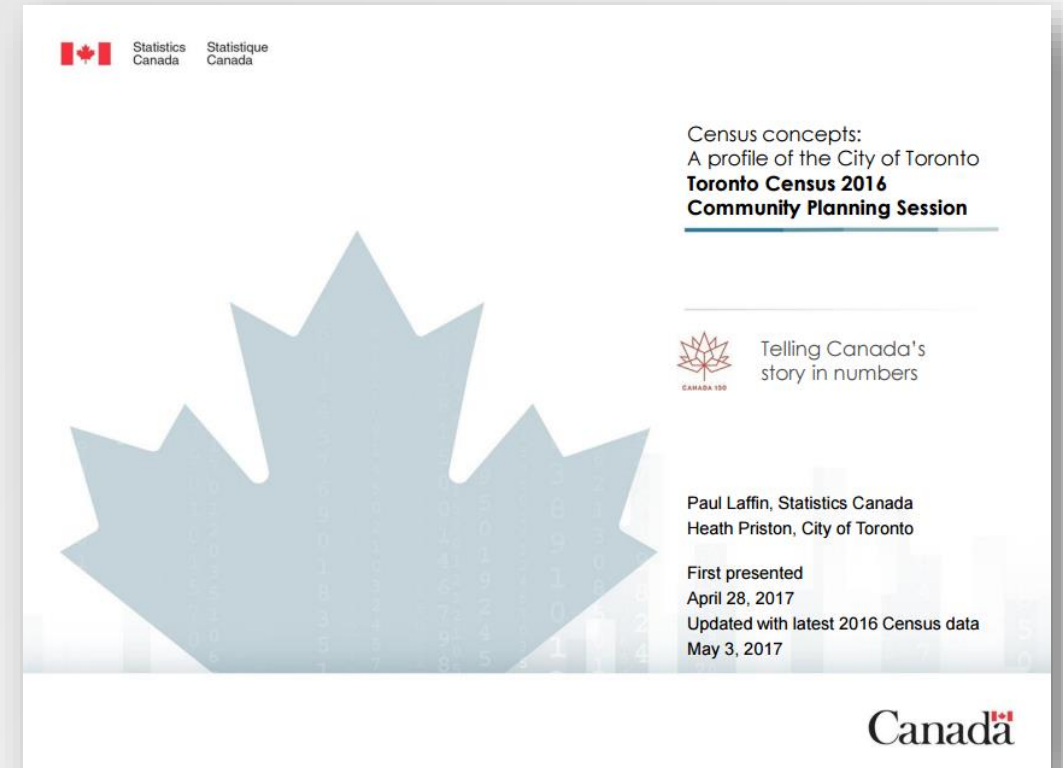 Statistics Statistique
Canada Canada
Census concepts:
A profile of the City of Toronto
Toronto Census 2016
Community Planning Session
CANADA 150
Telling Canada's
story in numbers
Paul Laffin, Statistics Canada
Heath Priston, City of Toronto
First presented
April 28, 2017
Updated with latest 2016 Census data
May 3, 2017
Canada